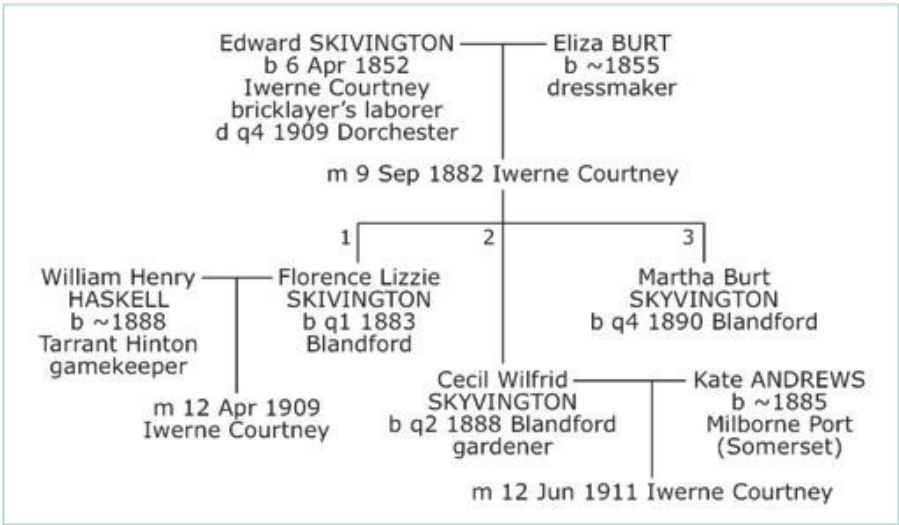 Edward SKIVINGTON
b 6 Apr 1852
Iwerne Courtney
bricklayer's laborer
d q4 1909 Dorchester
Eliza BURT
b ~1855
dressmaker
m 9 Sep 1882 Iwerne Courtney
1
2
3
William Henry
HASKELL
b ~1888
Tarrant Hinton
gamekeeper
Florence Lizzie
SKIVINGTON
b q1 1883
Blandford
m 12 Apr 1909
Iwerne Courtney
Martha Burt
SKYVINGTON
b q4 1890 Blandford
Cecil Wilfrid
SKYVINGTON
b q2 1888 Blandford
gardener
Kate ANDREWS
b ~1885
Milborne Port
(Somerset)
m 12 Jun 1911 Iwerne Courtney